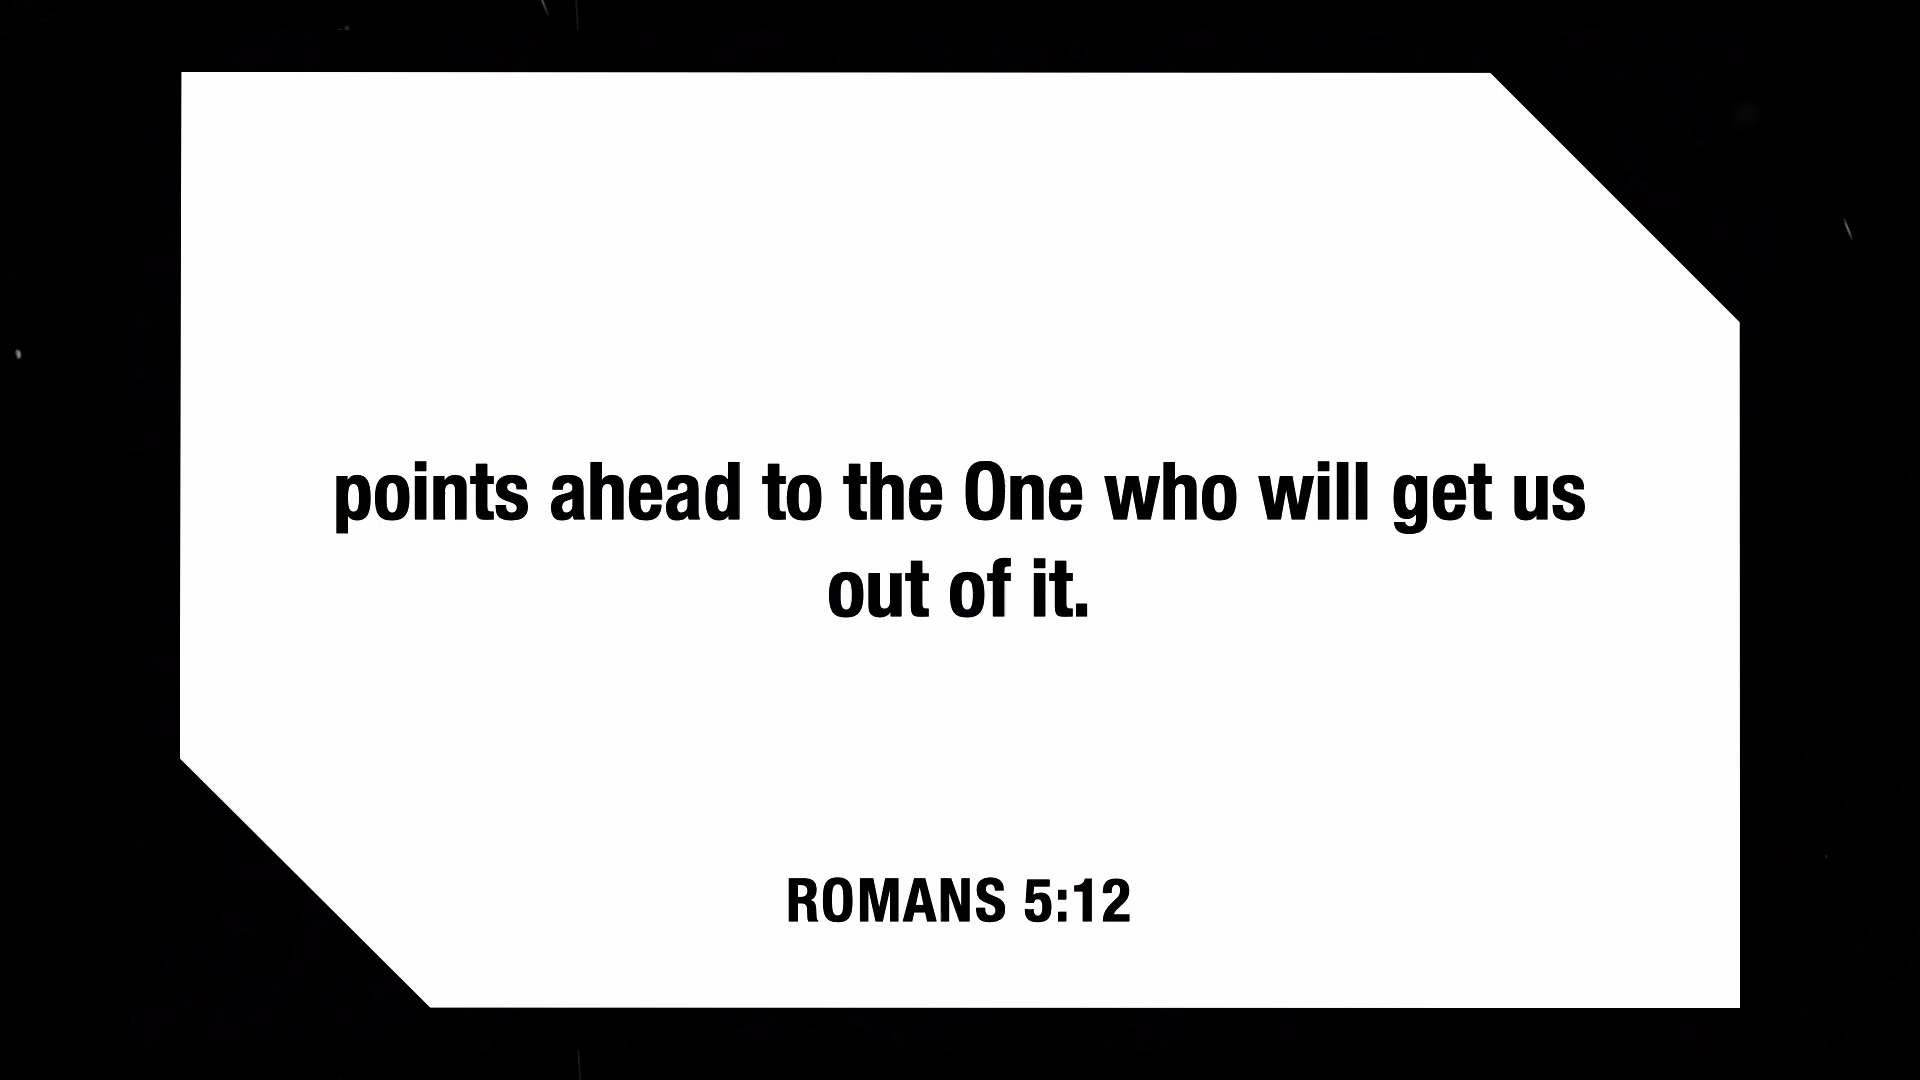 points ahead to the One who will get us
out of it.
ROMANS 5:12